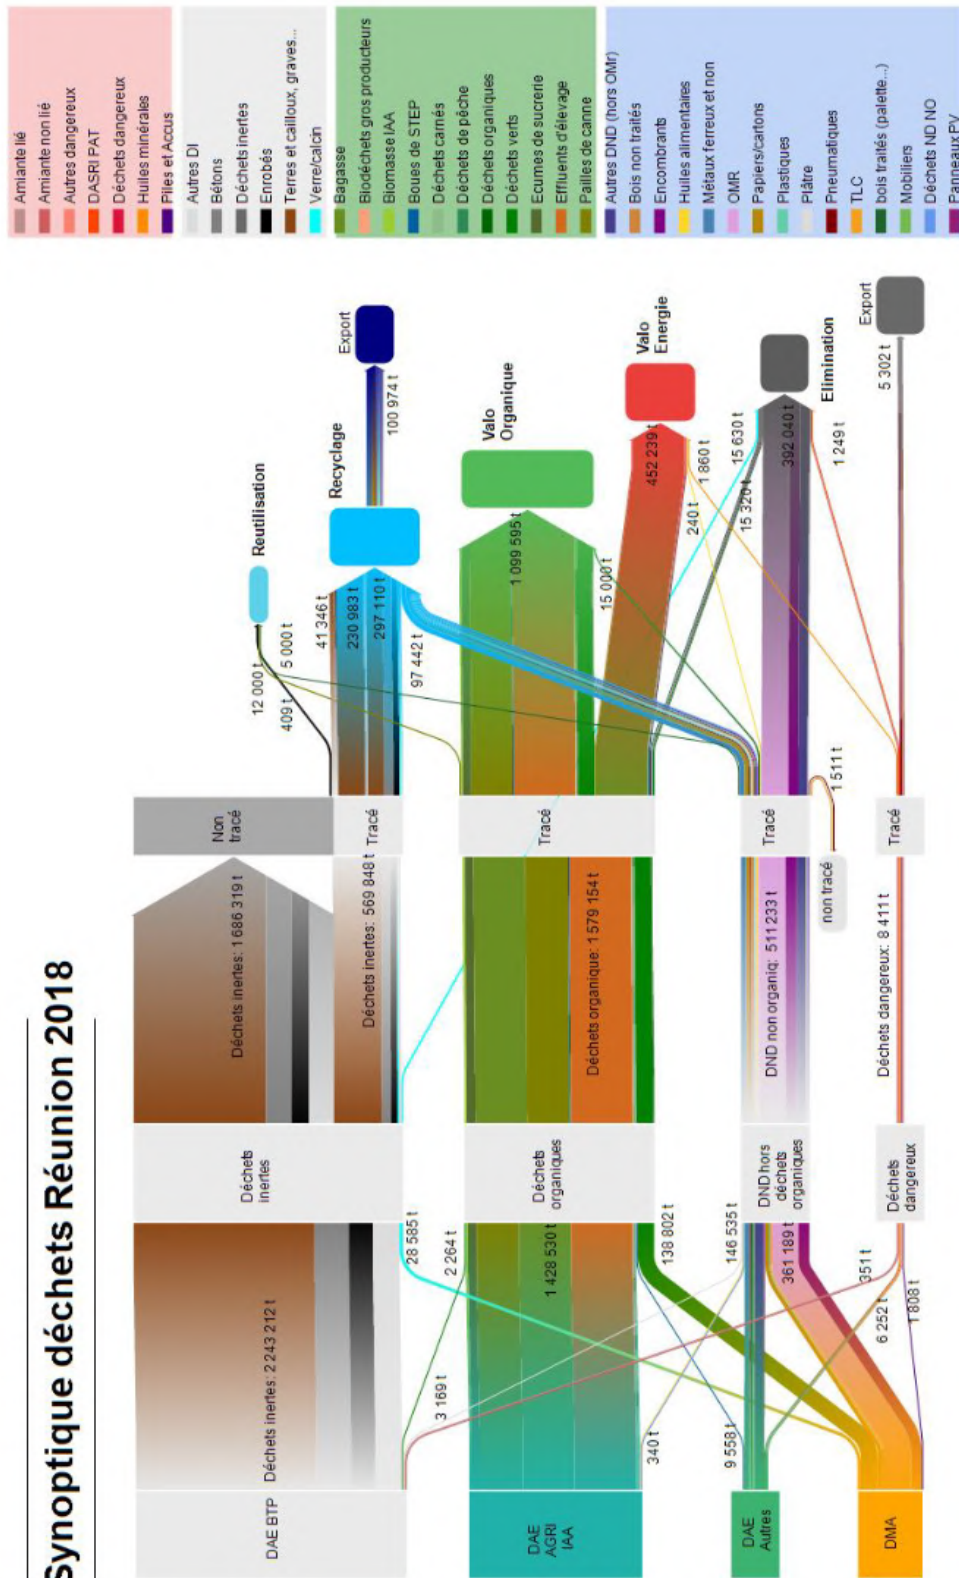 Synoptique déchets Réunion 2018
DAE BTP
DAE
AGRI
IAA
DAE
Autres
DMA
Déchets inertes: 2 243 212 t
28 585 t
2 264 t
3 169 t
1 428 530 t
340 t
138 802 t
9 558 t
146 535 t
361 189 t
351 t
6 252 t
1 808 t
Déchets
inertes
Déchets
organiques
DND hors
déchets
organiques
Déchets
dangereux
Déchets inertes: 1 686 319 t
Déchets inertes: 569 848 t
Déchets organique: 1 579 154 t
DND non organiq: 511 233 t
Déchets dangereux: 8 411 t
Non
tracé
Tracé
Tracé
Tracé
non tracé
1 511 t
Tracé
12 000 t
409 t
5 000 t
Reutilisation
41 346 t
230 983 t
297 110 t
97 442 t
Recyclage
100 974 t
Export
1 099 595 t
Valo
Organique
15 000 t
452 239 t
Valo
Energie
240 t
1 860 t
15 320 t
15 630 t
392 040 t
Elimination
1 249 t
5 302 t
Export
Amiante lié
Amiante non lié
Autres dangereux
DASRI PAT
Déchets dangereux
Huiles minérales
Piles et Accus
Autres DI
Bétons
Déchets inertes
Enrobés
Terres et cailloux, graves...
Verre/calcin
Bagasse
Biodéchets gros producteurs
Biomasse IAA
Boues de STEP
Déchets carnés
Déchets de pêche
Déchets organiques
Déchets verts
Ecumes de sucrerie
Effluents d'élevage
Pailles de canne
Autres DND (hors OMr)
Bois non traités
Encombrants
Huiles alimentaires
Métaux ferreux et non
OMR
Papiers/cartons
Plastiques
Plâtre
Pneumatiques
TLC
bois traités (palette...)
Mobiliers
Déchets ND NO
Panneaux PV